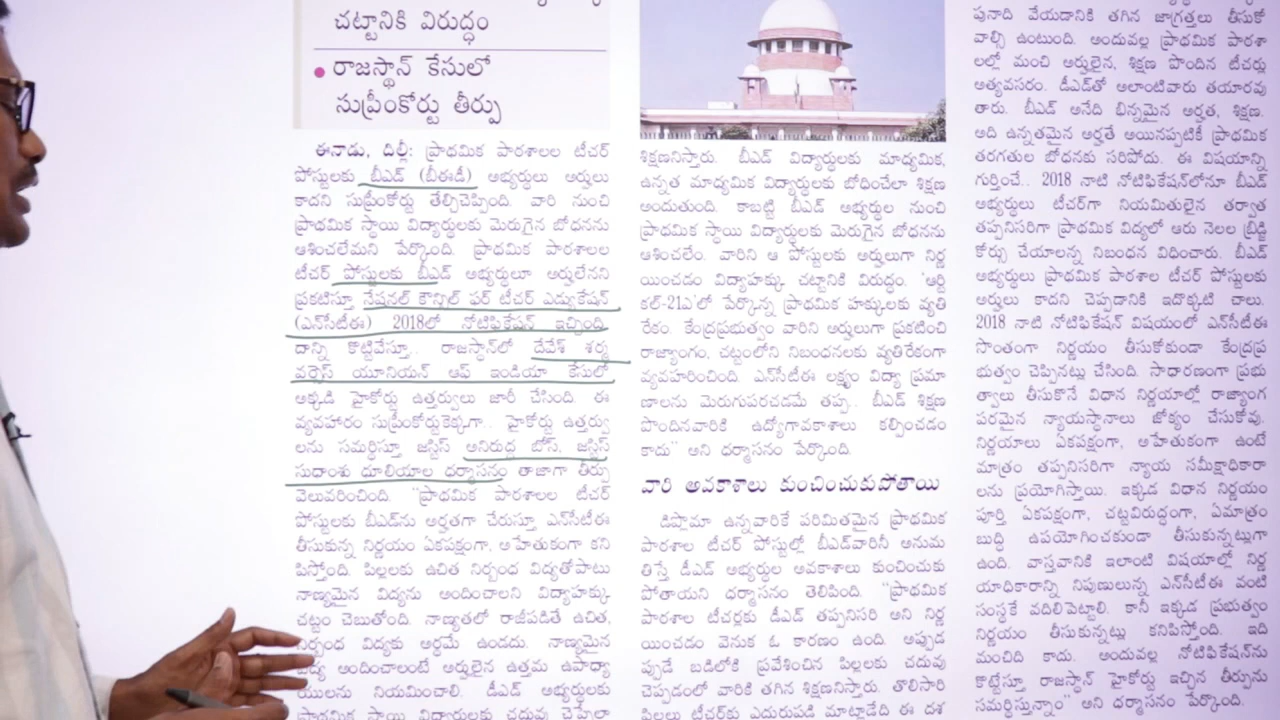 చట్టానికి విరుద్ధం
• రాజస్థాన్ కేసులో
సుప్రీంకోర్టు తీర్పు
ఈనాడు, దిల్లీ: ప్రాథమిక పాఠశాలల టీచర్
పోస్టులకు బీఎడ్ (బీఈడీ) అభ్యర్థులు అర్హులు
కాదని సుప్రీంకోర్టు తేల్చిచెప్పింది. వారి నుంచి
ప్రాథమిక స్థాయి విద్యార్థులకు మెరుగైన బోధనను
ఆశించలేమని పేర్కొంది. ప్రాథమిక పాఠశాలల
టీచర్ పోస్టులకు బీఎడ్ అభ్యర్థులూ అర్హులేనని
ప్రకటిస్తూ నేషనల్ కౌన్సిల్ ఫర్ టీచర్ ఎడ్యుకేషన్
(ఎన్‌సీటీఈ) 2018లో నోటిఫికేషన్ ఇచ్చింది.
దాన్ని కొట్టివేస్తూ.. రాజస్థాన్‌లో దేవేశ్ శర్మ
వర్సెస్ యూనియన్ ఆఫ్ ఇండియా కేసులో
అక్కడి హైకోర్టు ఉత్తర్వులు జారీ చేసింది. ఈ
వ్యవహారం సుప్రీంకోర్టుకెక్కగా.. హైకోర్టు ఉత్తర్వు
లను సమర్థిస్తూ జస్టిస్ అనిరుద్ధ బోస్, జస్టిస్
సుధాంశు ధూలియాల ధర్మాసనం తాజాగా తీర్పు
వెలువరించింది. ‘‘ప్రాథమిక పాఠశాలల టీచర్
పోస్టులకు బీఎడ్‌ను అర్హతగా చేరుస్తూ ఎన్‌సీటీఈ
తీసుకున్న నిర్ణయం ఏకపక్షంగా, అహేతుకంగా కని
పిస్తోంది. పిల్లలకు ఉచిత నిర్బంధ విద్యతోపాటు
నాణ్యమైన విద్యను అందించాలని విద్యాహక్కు
చట్టం చెబుతోంది. నాణ్యతలో రాజీపడితే ఉచిత,
నిర్బంధ విద్యకు అర్థమే ఉండదు. నాణ్యమైన
విద్య అందించాలంటే అర్హులైన ఉత్తమ ఉపాధ్యా
యులను నియమించాలి. డీఎడ్ అభ్యర్థులకు
ప్రాథమిక స్థాయి విద్యార్థులకు చదువు చెప్పేలా
శిక్షణనిస్తారు. బీఎడ్ విద్యార్థులకు మాధ్యమిక,
ఉన్నత మాధ్యమిక విద్యార్థులకు బోధించేలా శిక్షణ
అందుతుంది. కాబట్టి బీఎడ్ అభ్యర్థుల నుంచి
ప్రాథమిక స్థాయి విద్యార్థులకు మెరుగైన బోధనను
ఆశించలేం. వారిని ఆ పోస్టులకు అర్హులుగా నిర్ణ
యించడం విద్యాహక్కు చట్టానికి విరుద్ధం. ‘ఆర్టి
కల్-21ఎ’లో పేర్కొన్న ప్రాథమిక హక్కులకు వ్యతి
రేకం. కేంద్రప్రభుత్వం వారిని అర్హులుగా ప్రకటించి
రాజ్యాంగం, చట్టంలోని నిబంధనలకు వ్యతిరేకంగా
వ్యవహరించింది. ఎన్‌సీటీఈ లక్ష్యం విద్యా ప్రమా
ణాలను మెరుగుపరచడమే తప్ప.. బీఎడ్ శిక్షణ
పొందినవారికి ఉద్యోగావకాశాలు కల్పించడం
కాదు’’ అని ధర్మాసనం పేర్కొంది.
వారి అవకాశాలు కుంచించుకుపోతాయి
డిప్లొమా ఉన్నవారికే పరిమితమైన ప్రాథమిక
పాఠశాల టీచర్ పోస్టుల్లో బీఎడ్‌వారినీ అనుమ
తిస్తే డీఎడ్ అభ్యర్థుల అవకాశాలు కుంచించుకు
పోతాయని ధర్మాసనం తెలిపింది. ‘‘ప్రాథమిక
పాఠశాల టీచర్లకు డీఎడ్ తప్పనిసరి అని నిర్ణ
యించడం వెనుక ఓ కారణం ఉంది. అప్పుడ
ప్పుడే బడిలోకి ప్రవేశించిన పిల్లలకు చదువు
చెప్పడంలో వారికి తగిన శిక్షణనిస్తారు. తొలిసారి
పిల్లలు టీచర్‌కు ఎదురుపడి మాట్లాడేది ఈ దశ
పునాది వేయడానికి తగిన జాగ్రత్తలు తీసుకో
వాల్సి ఉంటుంది. అందువల్ల ప్రాథమిక పాఠశా
లల్లో మంచి అర్హులైన, శిక్షణ పొందిన టీచర్లు
అత్యవసరం. డీఎడ్‌తో అలాంటివారు తయారవు
తారు. బీఎడ్ అనేది భిన్నమైన అర్హత, శిక్షణ.
అది ఉన్నతమైన అర్హతే అయినప్పటికీ ప్రాథమిక
తరగతుల బోధనకు సరిపోదు. ఈ విషయాన్ని
గుర్తించే.. 2018 నాటి నోటిఫికేషన్‌లోనూ బీఎడ్
అభ్యర్థులు టీచర్‌గా నియమితులైన తర్వాత
తప్పనిసరిగా ప్రాథమిక విద్యలో ఆరు నెలల బ్రిడ్జి
కోర్సు చేయాలన్న నిబంధన విధించారు. బీఎడ్
అభ్యర్థులు ప్రాథమిక పాఠశాల టీచర్ పోస్టులకు
అర్హులు కాదని చెప్పడానికి ఇదొక్కటి చాలు.
2018 నాటి నోటిఫికేషన్ విషయంలో ఎన్‌సీటీఈ
సొంతంగా నిర్ణయం తీసుకోకుండా కేంద్రప్ర
భుత్వం చెప్పినట్లు చేసింది. సాధారణంగా ప్రభు
త్వాలు తీసుకొనే విధాన నిర్ణయాల్లో రాజ్యాంగ
పరమైన న్యాయస్థానాలు జోక్యం చేసుకోవు.
నిర్ణయాలు ఏకపక్షంగా, అహేతుకంగా ఉంటే
మాత్రం తప్పనిసరిగా న్యాయ సమీక్షాధికారా
లను ప్రయోగిస్తాయి. ఇక్కడ విధాన నిర్ణయం
పూర్తి ఏకపక్షంగా, చట్టవిరుద్ధంగా, ఏమాత్రం
బుద్ధి ఉపయోగించకుండా తీసుకున్నట్లుగా
ఉంది. వాస్తవానికి ఇలాంటి విషయాల్లో నిర్ణ
యాధికారాన్ని నిపుణులున్న ఎన్‌సీటీఈ వంటి
సంస్థకే వదిలిపెట్టాలి. కానీ ఇక్కడ ప్రభుత్వం
నిర్ణయం తీసుకున్నట్లు కనిపిస్తోంది. ఇది
మంచిది కాదు. అందువల్ల నోటిఫికేషన్‌ను
కొట్టేస్తూ రాజస్థాన్ హైకోర్టు ఇచ్చిన తీర్పును
సమర్థిస్తున్నాం’’ అని ధర్మాసనం పేర్కొంది.